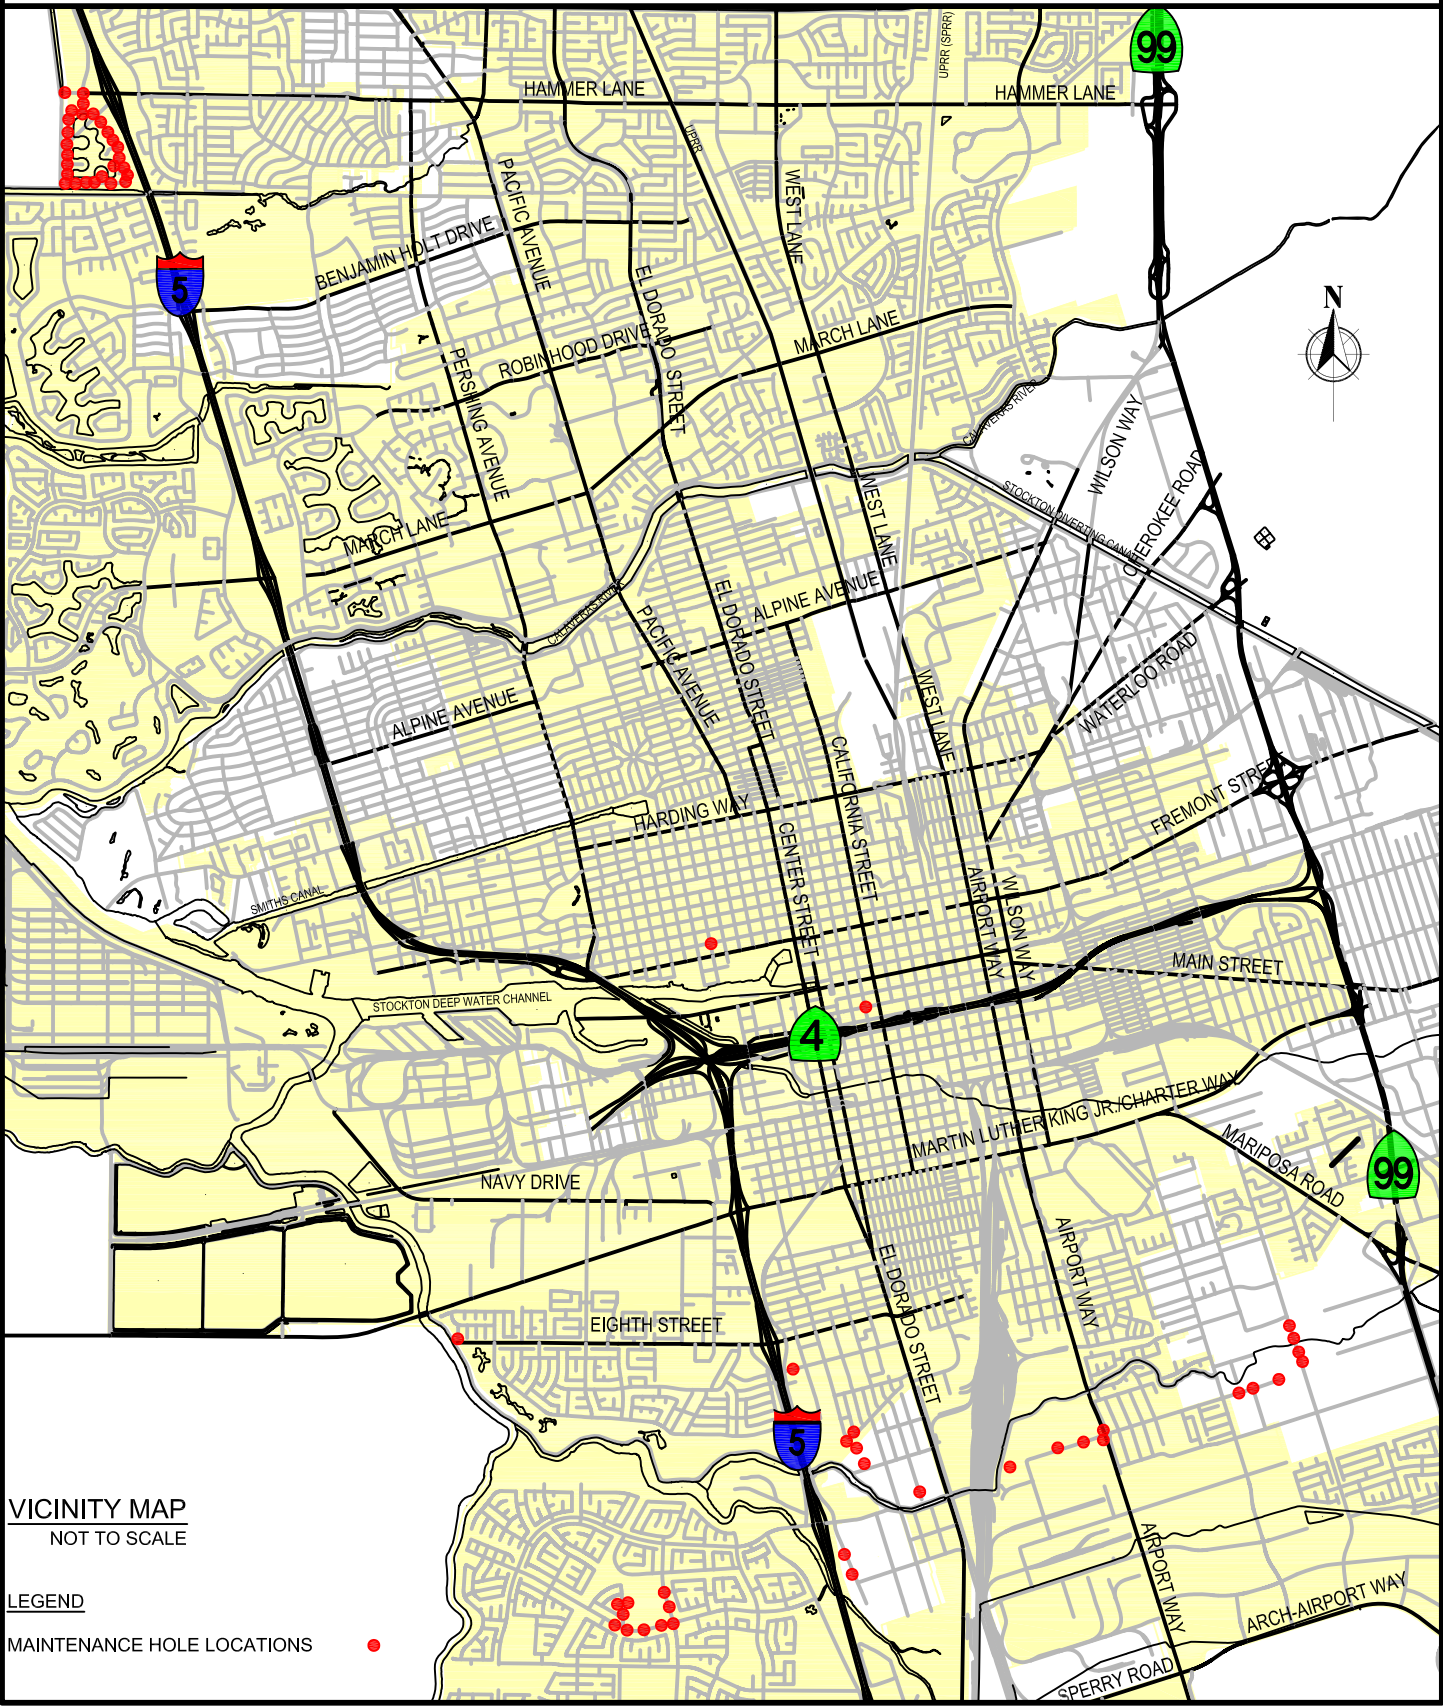 UPRR (SPRR)
99
HAMMER LANE
HAMMER LANE
UPRR
PACIFIC AVENUE
WEST LANE
BENJAMIN HOLT DRIVE
5
EL DORADO STREET
N
MARCH LANE
ROBINHOOD DRIVE
PERSHING AVENUE
CALAVERAS RIVER
WILSON WAY
CHEROKEE ROAD
WEST LANE
STOCKTON DIVERTING CANAL
MARCH LANE
CALAVERAS RIVER
EL DORADO STREET
ALPINE AVENUE
PACIFIC AVENUE
WATERLOO ROAD
WEST LANE
ALPINE AVENUE
CALIFORNIA STREET
FREMONT STREET
HARDING WAY
CENTER STREET
AIRPORT WAY
WILSON WAY
SMITHS CANAL
MAIN STREET
STOCKTON DEEP WATER CHANNEL
4
MARTIN LUTHER KING JR./CHARTER WAY
MARIPOSA ROAD
99
NAVY DRIVE
AIRPORT WAY
EL DORADO STREET
EIGHTH STREET
5
VICINITY MAP
NOT TO SCALE
AIRPORT WAY
LEGEND
ARCH-AIRPORT WAY
MAINTENANCE HOLE LOCATIONS
SPERRY ROAD